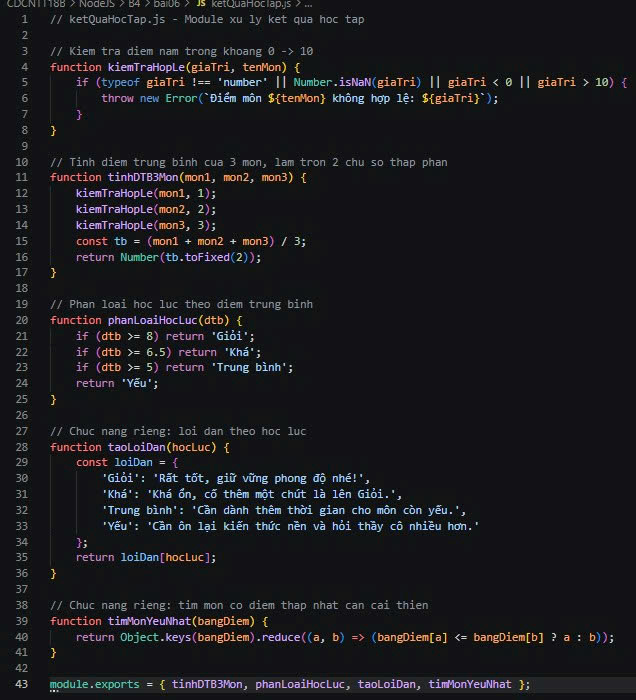 CDCNTT18B > NodeJS > B4 > bai06 > JS ketQuaHocTap.js > ...
1 // ketQuaHocTap.js - Module xu ly ket qua hoc tap
2
3 // Kiem tra diem nam trong khoang 0 -> 10
4 function kiemTraHopLe(giaTri, tenMon) {
5     if (typeof giaTri !== 'number' || Number.isNaN(giaTri) || giaTri < 0 || giaTri > 10) {
6         throw new Error(`Điểm môn ${tenMon} không hợp lệ: ${giaTri}`);
7     }
8 }
9
10 // Tinh diem trung binh cua 3 mon, lam tron 2 chu so thap phan
11 function tinhDTB3Mon(mon1, mon2, mon3) {
12     kiemTraHopLe(mon1, 1);
13     kiemTraHopLe(mon2, 2);
14     kiemTraHopLe(mon3, 3);
15     const tb = (mon1 + mon2 + mon3) / 3;
16     return Number(tb.toFixed(2));
17 }
18
19 // Phan loai hoc luc theo diem trung binh
20 function phanLoaiHocLuc(dtb) {
21     if (dtb >= 8) return 'Giỏi';
22     if (dtb >= 6.5) return 'Khá';
23     if (dtb >= 5) return 'Trung bình';
24     return 'Yếu';
25 }
26
27 // Chuc nang rieng: loi dan theo hoc luc
28 function taoLoiDan(hocLuc) {
29     const loiDan = {
30         'Giỏi': 'Rất tốt, giữ vững phong độ nhé!',
31         'Khá': 'Khá ổn, cố thêm một chút là lên Giỏi.',
32         'Trung bình': 'Cần dành thêm thời gian cho môn còn yếu.',
33         'Yếu': 'Cần ôn lại kiến thức nền và hỏi thầy cô nhiều hơn.'
34     };
35     return loiDan[hocLuc];
36 }
37
38 // Chuc nang rieng: tim mon co diem thap nhat can cai thien
39 function timMonYeuNhat(bangDiem) {
40     return Object.keys(bangDiem).reduce((a, b) => (bangDiem[a] <= bangDiem[b] ? a : b));
41 }
42
43 module.exports = { tinhDTB3Mon, phanLoaiHocLuc, taoLoiDan, timMonYeuNhat };